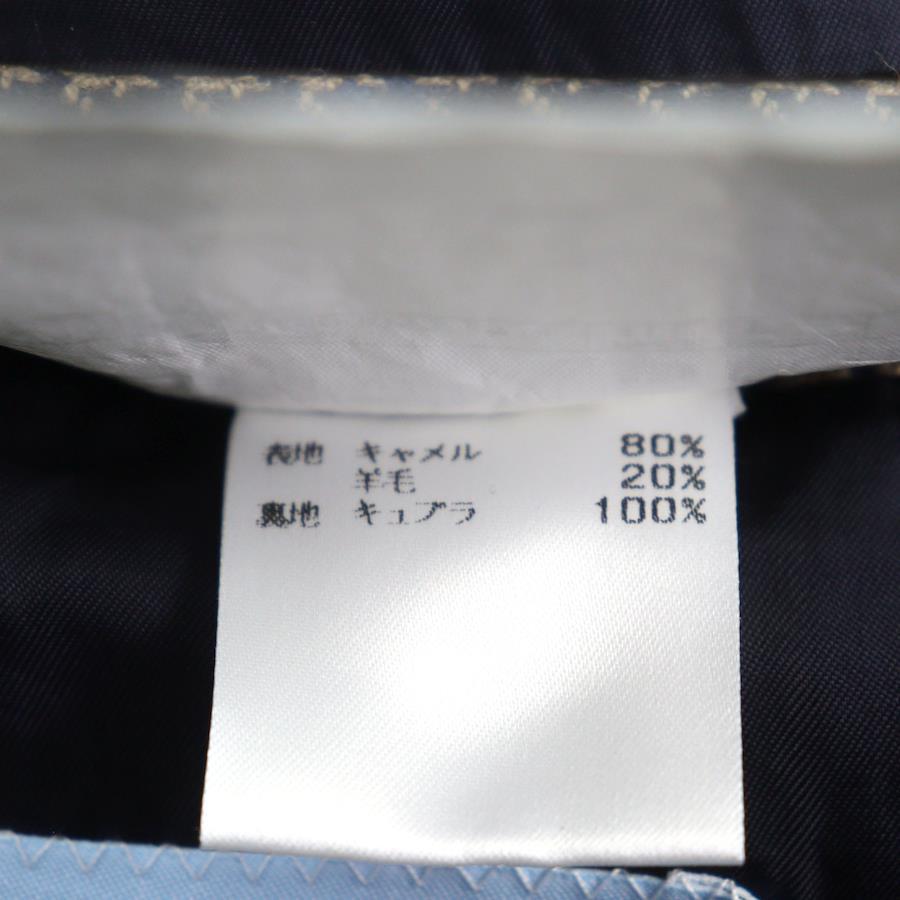 表地 キャメル 80%
羊毛 20%
裏地 キュプラ 100%